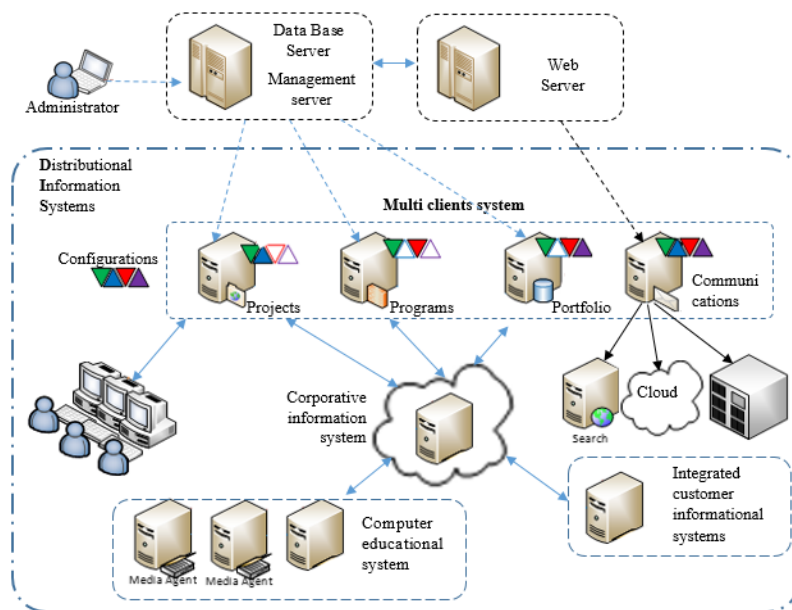 Data Base
Server
Management
server
Web
Server
Administrator
Distributional
Information
Systems
Multi clients system
Configurations
Projects
Programs
Portfolio
Communi
cations
Corporative
information
system
Cloud
Search
Computer
educational
system
Integrated
customer
informational
systems
Media Agent
Media Agent